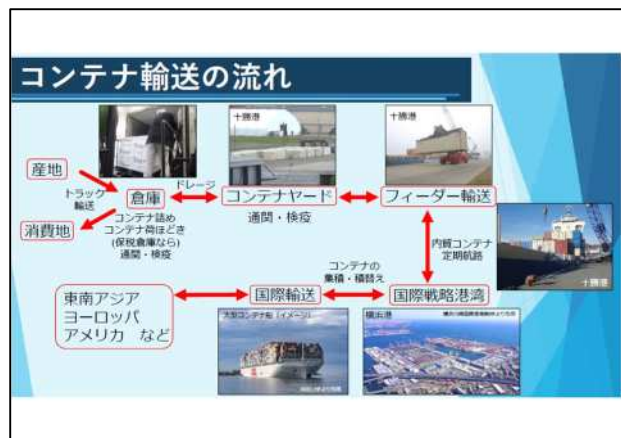 コンテナ輸送の流れ
十勝港
十勝港
産地
トラック
輸送
倉庫
ドレージ
コンテナヤード
フィーダー輸送
消費地
コンテナ詰め
コンテナ荷ほどき
(保税倉庫なら)
通関・検疫
通関・検疫
内貿コンテナ
定期航路
十勝港
コンテナの
集積・積替え
東南アジア
ヨーロッパ
アメリカ など
国際輸送
国際戦略港湾
大型コンテナ船(イメージ)
横浜港